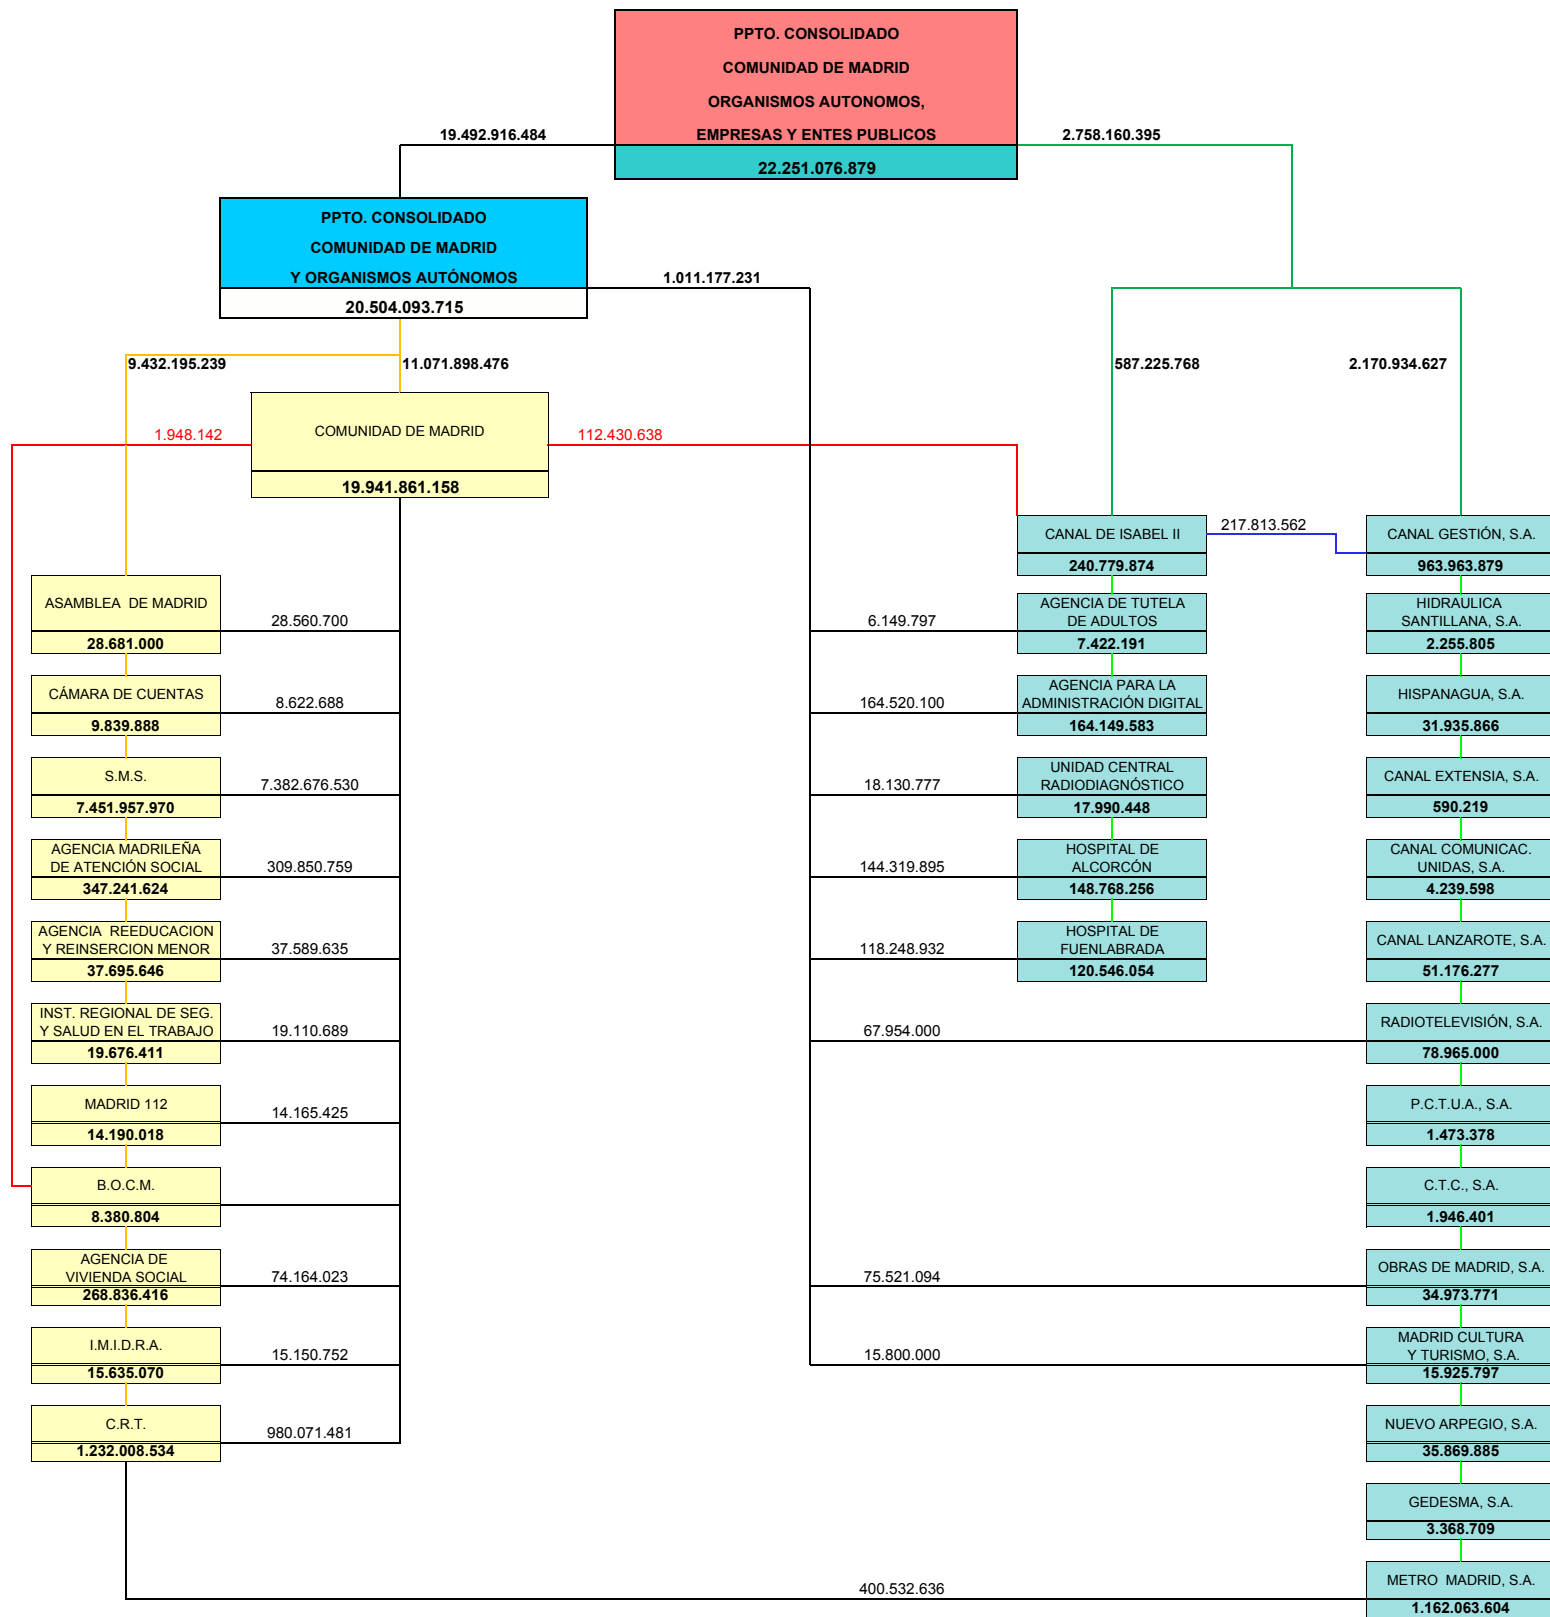 PPTO. CONSOLIDADO
COMUNIDAD DE MADRID
ORGANISMOS AUTONOMOS,
EMPRESAS Y ENTES PUBLICOS
22.251.076.879
19.492.916.484
2.758.160.395
PPTO. CONSOLIDADO
COMUNIDAD DE MADRID
Y ORGANISMOS AUTÓNOMOS
20.504.093.715
1.011.177.231
9.432.195.239
11.071.898.476
587.225.768
2.170.934.627
1.948.142
COMUNIDAD DE MADRID
19.941.861.158
112.430.638
CANAL DE ISABEL II
240.779.874
217.813.562
CANAL GESTIÓN, S.A.
963.963.879
ASAMBLEA DE MADRID
28.681.000
28.560.700
6.149.797
AGENCIA DE TUTELA
DE ADULTOS
7.422.191
HIDRAULICA
SANTILLANA, S.A.
2.255.805
CÁMARA DE CUENTAS
9.839.888
8.622.688
164.520.100
AGENCIA PARA LA
ADMINISTRACIÓN DIGITAL
164.149.583
HISPANAGUA, S.A.
31.935.866
S.M.S.
7.451.957.970
7.382.676.530
18.130.777
UNIDAD CENTRAL
RADIODIAGNÓSTICO
17.990.448
CANAL EXTENSIA, S.A.
590.219
AGENCIA MADRILEÑA
DE ATENCIÓN SOCIAL
347.241.624
309.850.759
144.319.895
HOSPITAL DE
ALCORCÓN
148.768.256
CANAL COMUNICAC.
UNIDAS, S.A.
4.239.598
AGENCIA REEDUCACION
Y REINSERCION MENOR
37.695.646
37.589.635
118.248.932
HOSPITAL DE
FUENLABRADA
120.546.054
CANAL LANZAROTE, S.A.
51.176.277
INST. REGIONAL DE SEG.
Y SALUD EN EL TRABAJO
19.676.411
19.110.689
67.954.000
RADIOTELEVISIÓN, S.A.
78.965.000
MADRID 112
14.190.018
14.165.425
P.C.T.U.A., S.A.
1.473.378
B.O.C.M.
8.380.804
C.T.C., S.A.
1.946.401
AGENCIA DE
VIVIENDA SOCIAL
268.836.416
74.164.023
75.521.094
OBRAS DE MADRID, S.A.
34.973.771
I.M.I.D.R.A.
15.635.070
15.150.752
15.800.000
MADRID CULTURA
Y TURISMO, S.A.
15.925.797
C.R.T.
1.232.008.534
980.071.481
NUEVO ARPEGIO, S.A.
35.869.885
GEDESMA, S.A.
3.368.709
400.532.636
METRO MADRID, S.A.
1.162.063.604